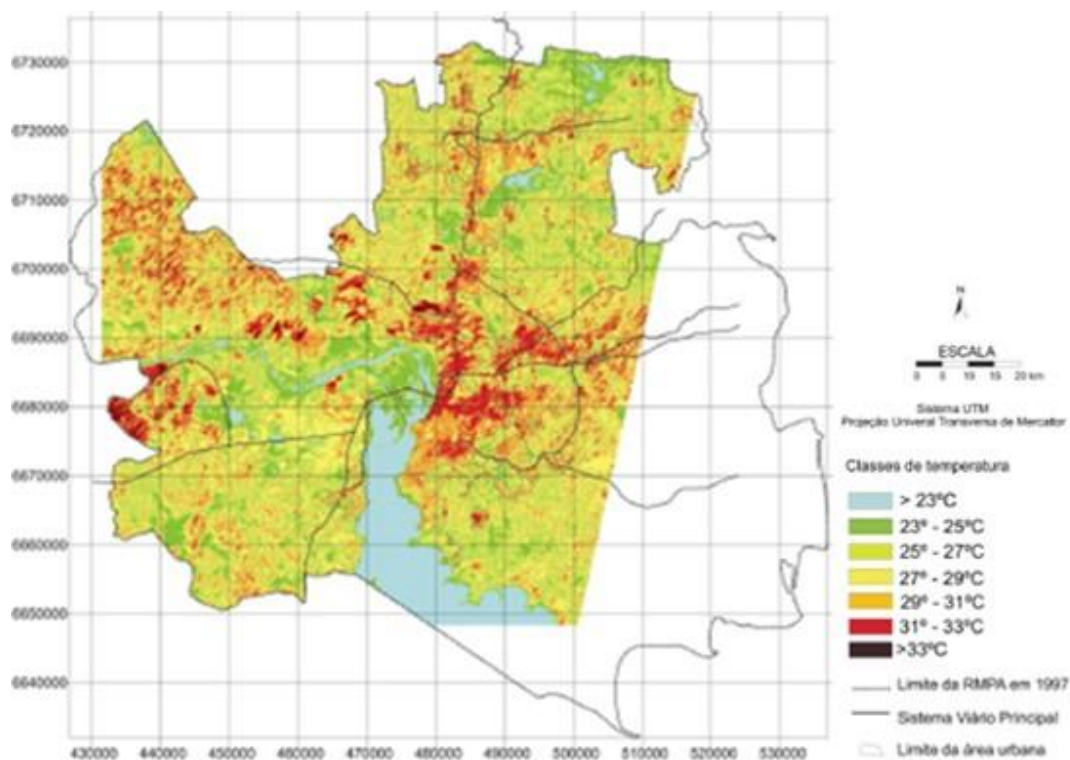 6730000
6720000
6710000
6700000
6690000
6680000
6670000
6660000
6650000
6640000
430000 440000 450000 460000 470000 480000 490000 500000 510000 520000 530000
N
ESCALA
0 5 10 15 20 km
Sistema UTM
Projeção Univeral Transversa de Mercator
Classes de temperatura
> 23ºC
23º - 25ºC
25º - 27ºC
27º - 29ºC
29º - 31ºC
31º - 33ºC
>33ºC
Limite da RMPA em 1997
Sistema Viário Principal
Limite da área urbana